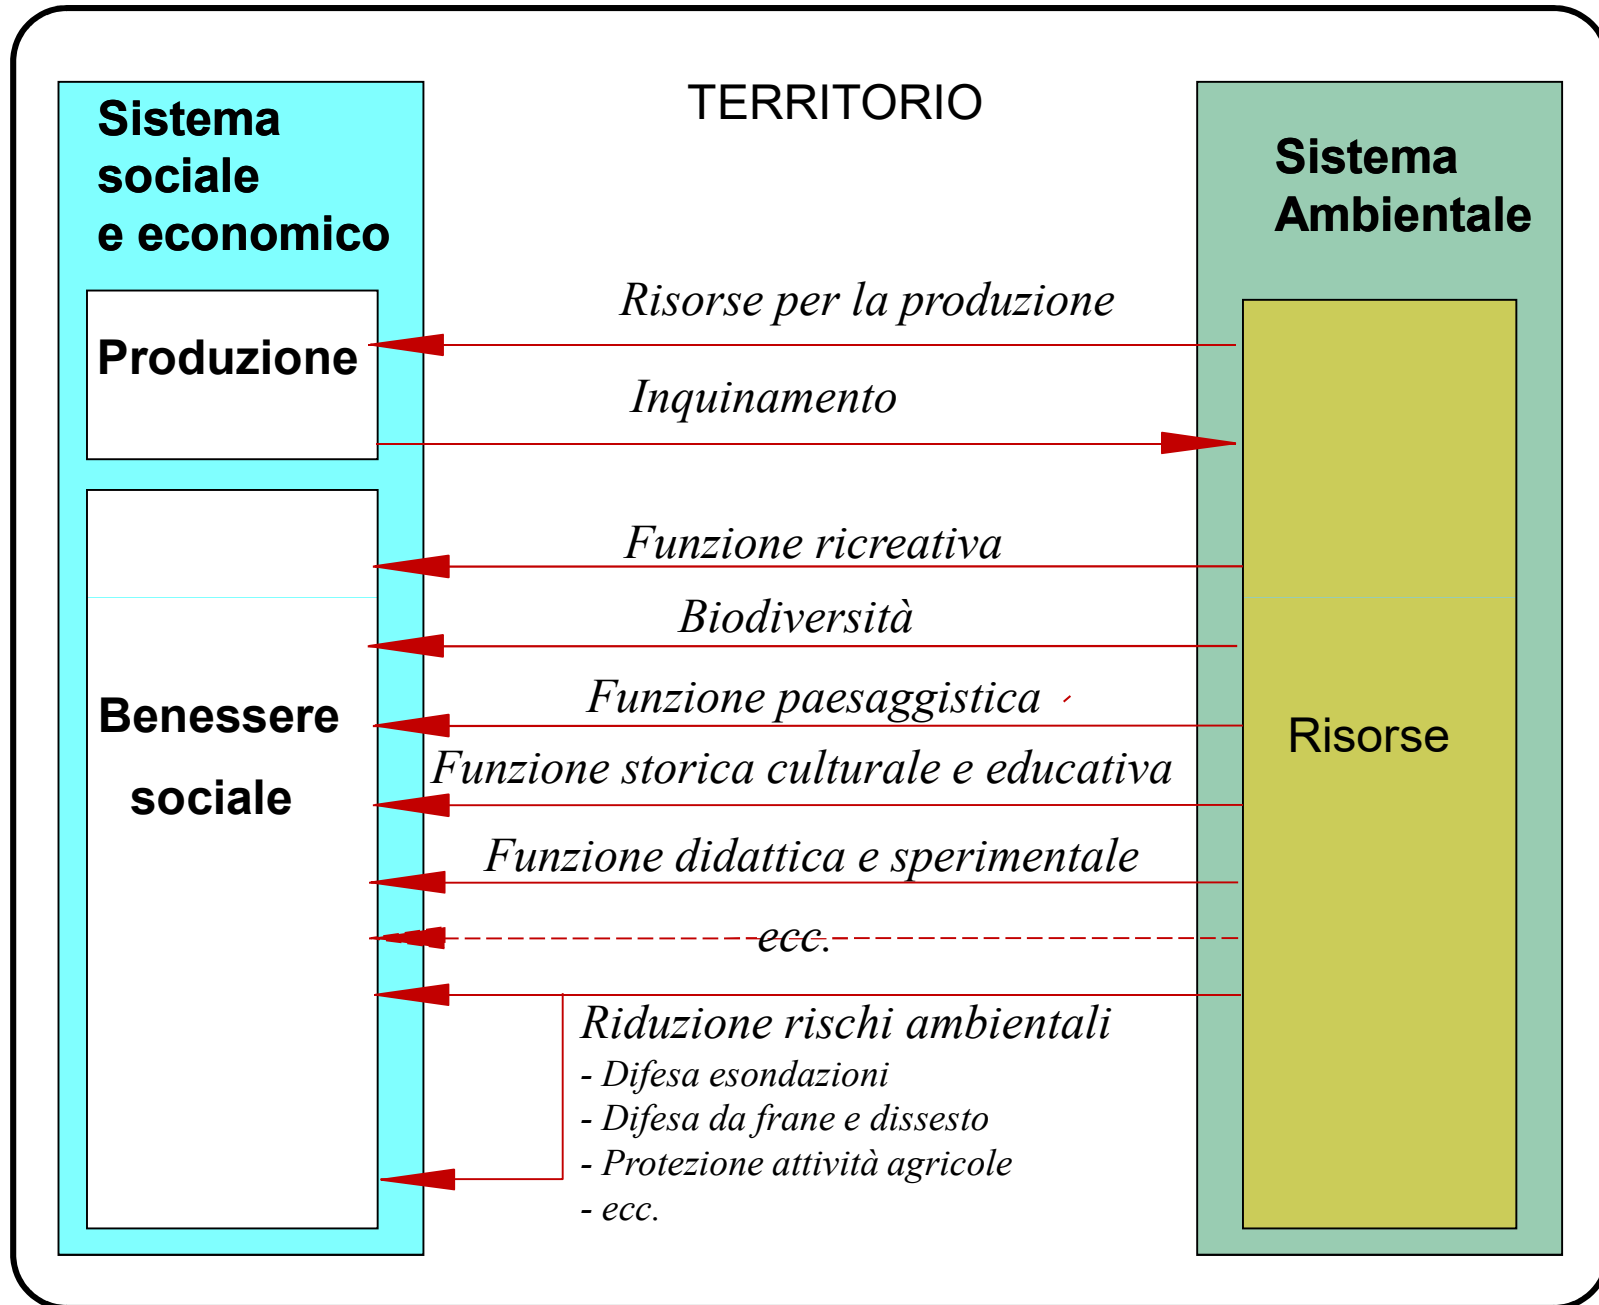 TERRITORIO
Sistema
sociale
e economico
Sistema
Ambientale
Produzione
Risorse per la produzione
Inquinamento
Benessere
sociale
Funzione ricreativa
Biodiversità
Funzione paesaggistica
Funzione storica culturale e educativa
Funzione didattica e sperimentale
ecc.
Riduzione rischi ambientali
- Difesa esondazioni
- Difesa da frane e dissesto
- Protezione attività agricole
- ecc.
Risorse